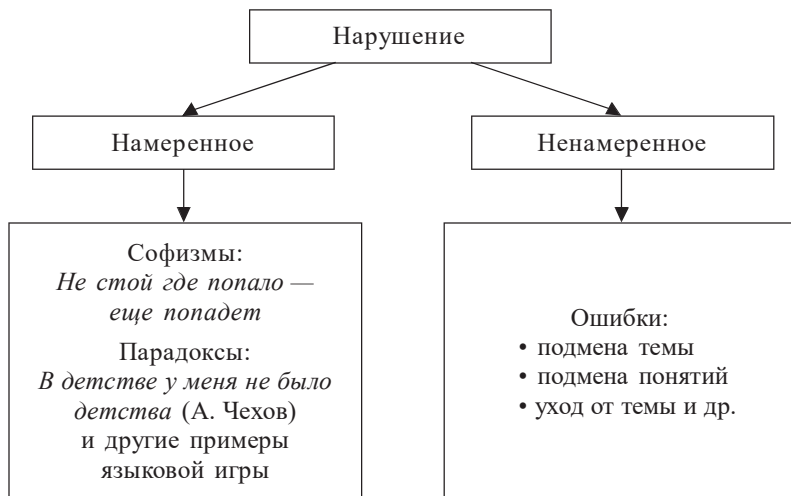 Нарушение
Намеренное
Ненамеренное
Софизмы:
Не стой где попало —
еще попадет
Парадоксы:
В детстве у меня не было
детства (А. Чехов)
и другие примеры
языковой игры
Ошибки:
• подмена темы
• подмена понятий
• уход от темы и др.